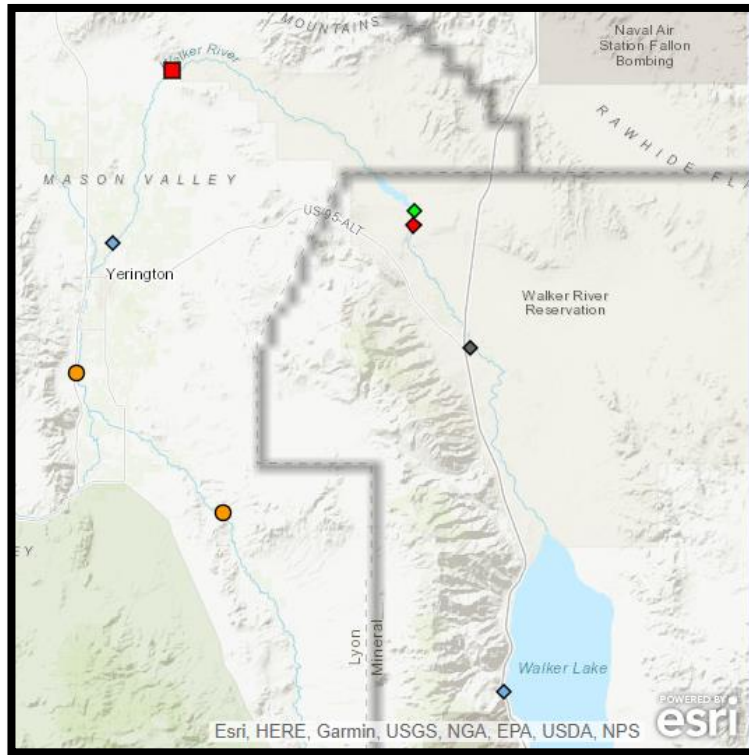 MOUNTAINS
Naval Air
Station Fallon
Bombing
Walker River
RAWHIDE FL
MASON VALLEY
US-95-ALT
Yerington
Walker River
Reservation
EY
Lyon
Mineral
Walker Lake
POWERED BY
esri
Esri, HERE, Garmin, USGS, NGA, EPA, USDA, NPS